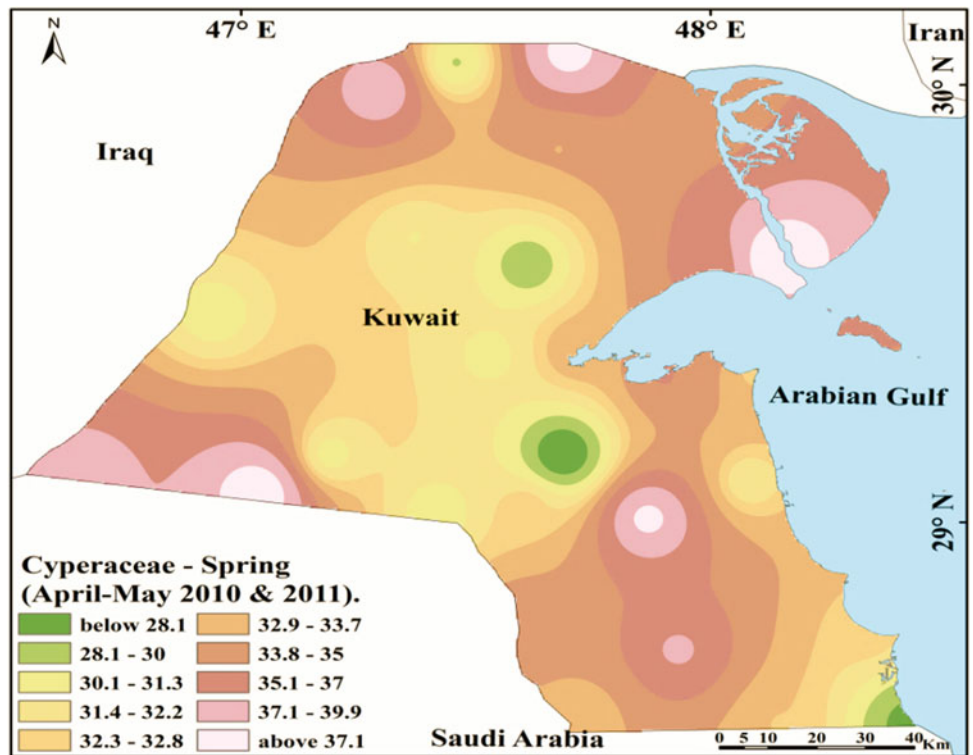 N
47° E
48° E
Iran
30° N
Iraq
Kuwait
Arabian Gulf
29° N
Cyperaceae - Spring
(April-May 2010 & 2011).
below 28.1
28.1 - 30
30.1 - 31.3
31.4 - 32.2
32.3 - 32.8
32.9 - 33.7
33.8 - 35
35.1 - 37
37.1 - 39.9
above 37.1
Saudi Arabia
0 5 10 20 30 40
Km